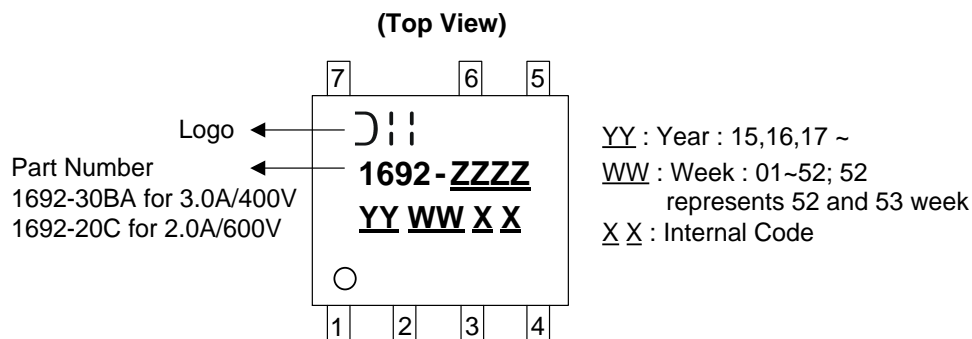 (Top View)
7 6 5
Logo
Part Number
1692-30BA for 3.0A/400V
1692-20C for 2.0A/600V
1692-ZZZZ
YY WW X X
YY : Year : 15,16,17 ~
WW : Week : 01~52; 52
represents 52 and 53 week
X X : Internal Code
1 2 3 4